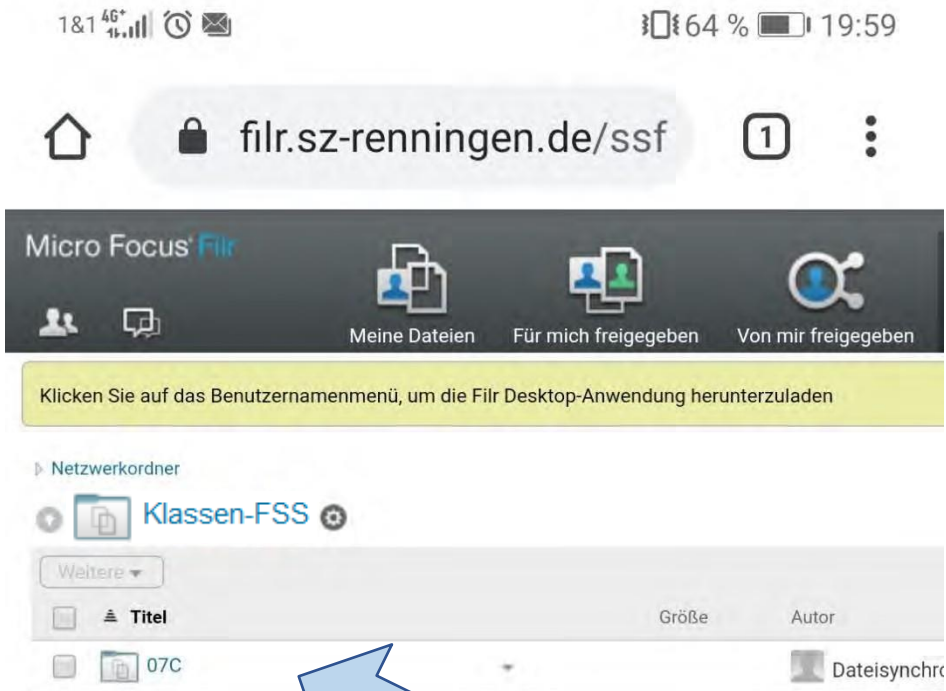 1&1 4G+ 64 % 19:59
filr.sz-renningen.de/ssf 1
Micro Focus Filr
Meine Dateien Für mich freigegeben Von mir freigegeben
Klicken Sie auf das Benutzernamenmenü, um die Filr Desktop-Anwendung herunterzuladen
Netzwerkordner
Klassen-FSS
Weitere
Titel Größe Autor
07C Dateisynchro